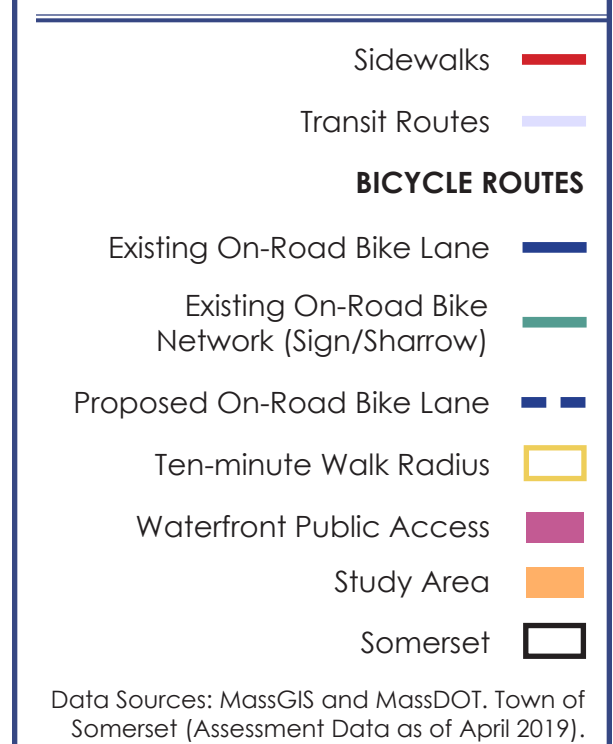 Sidewalks
Transit Routes
BICYCLE ROUTES
Existing On-Road Bike Lane
Existing On-Road Bike
Network (Sign/Sharrow)
Proposed On-Road Bike Lane
Ten-minute Walk Radius
Waterfront Public Access
Study Area
Somerset
Data Sources: MassGIS and MassDOT. Town of
Somerset (Assessment Data as of April 2019).